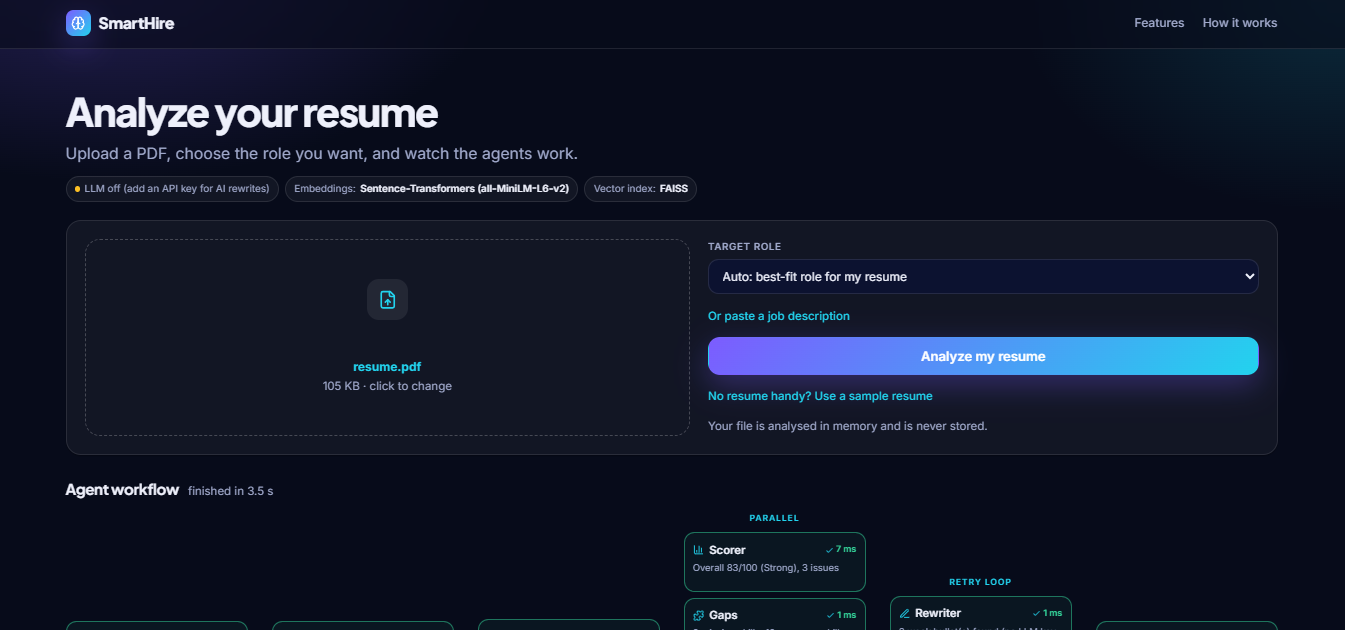 SmartHire
Features
How it works
Analyze your resume
Upload a PDF, choose the role you want, and watch the agents work.
LLM off (add an API key for AI rewrites)
Embeddings: Sentence-Transformers (all-MiniLM-L6-v2)
Vector index: FAISS
resume.pdf
105 KB · click to change
TARGET ROLE
Auto: best-fit role for my resume
Or paste a job description
Analyze my resume
No resume handy? Use a sample resume
Your file is analysed in memory and is never stored.
Agent workflow finished in 3.5 s
PARALLEL
Scorer ✓ 7 ms
Overall 83/100 (Strong), 3 issues
Gaps ✓ 1 ms
RETRY LOOP
Rewriter ✓ 1 ms